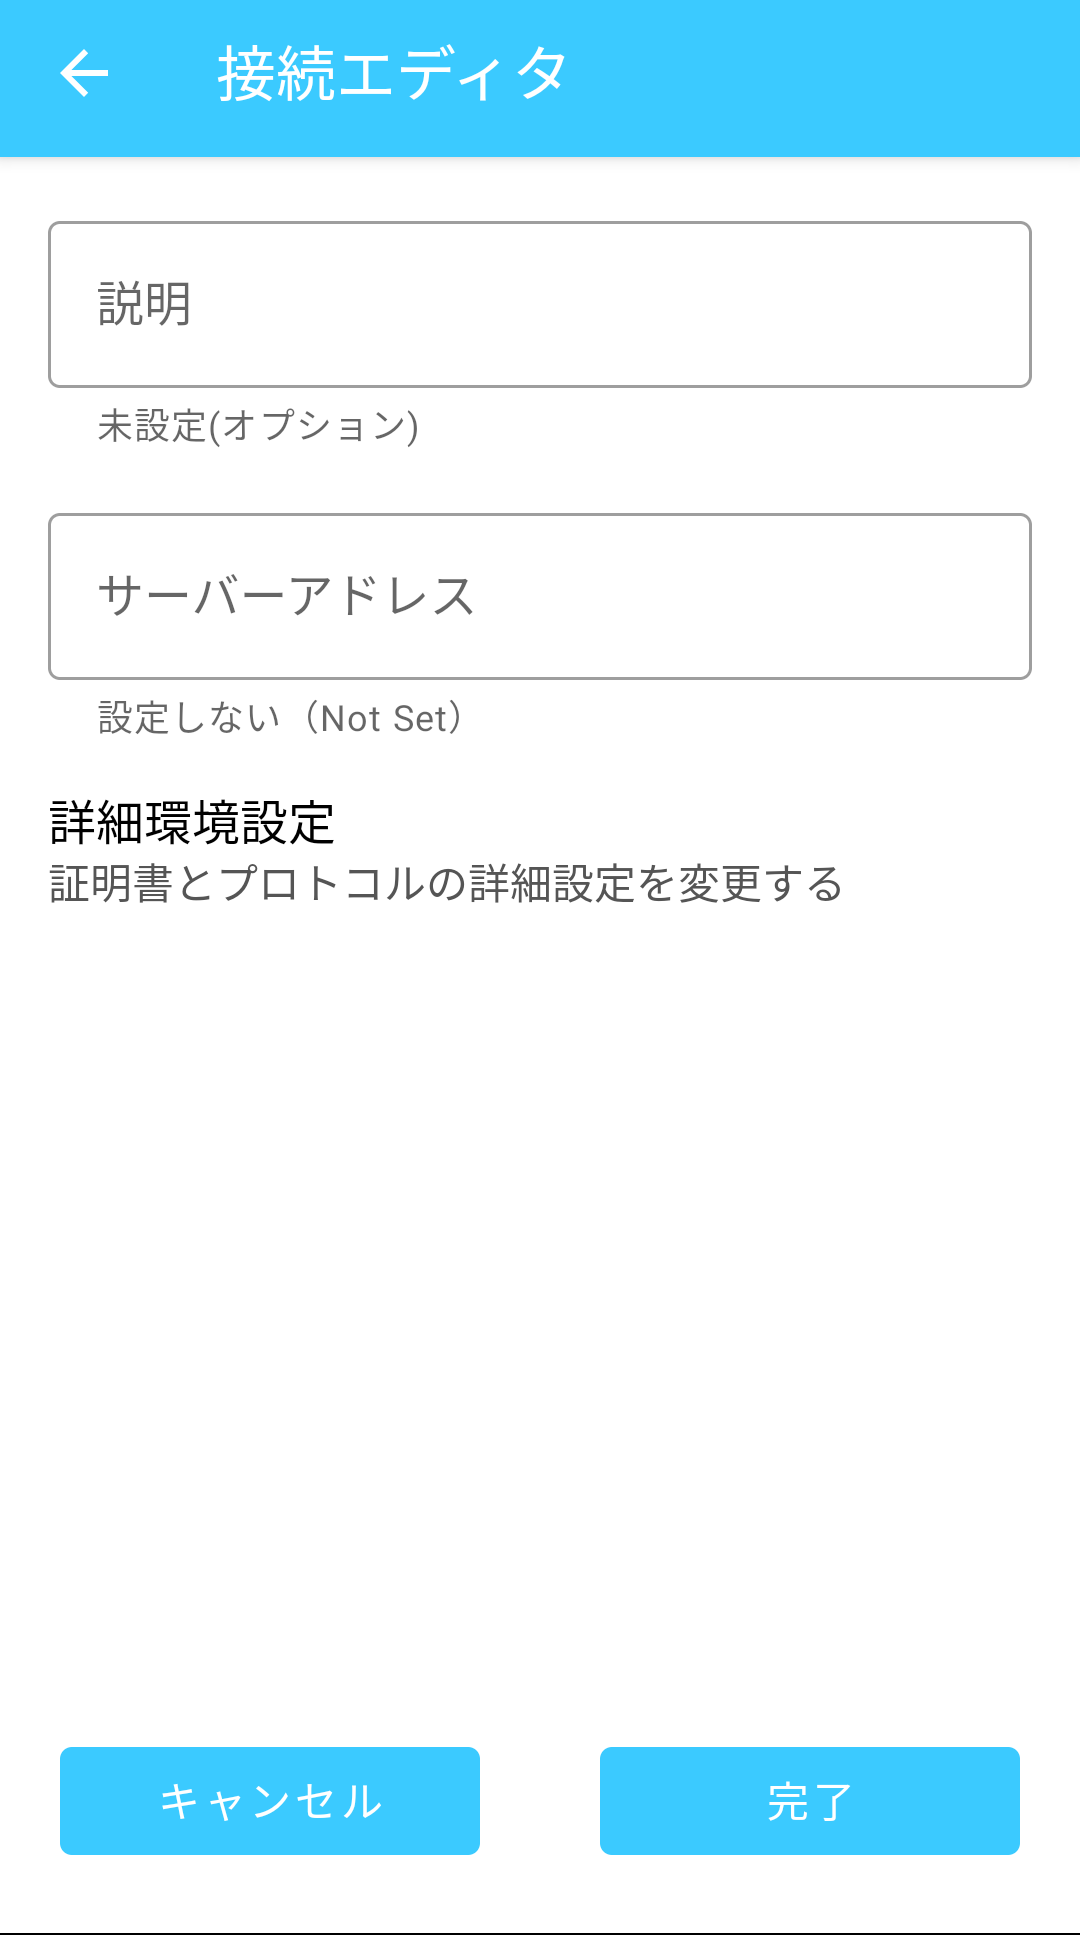 接続エディタ
説明
未設定(オプション)
サーバーアドレス
設定しない（Not Set）
詳細環境設定
証明書とプロトコルの詳細設定を変更する
キャンセル
完了